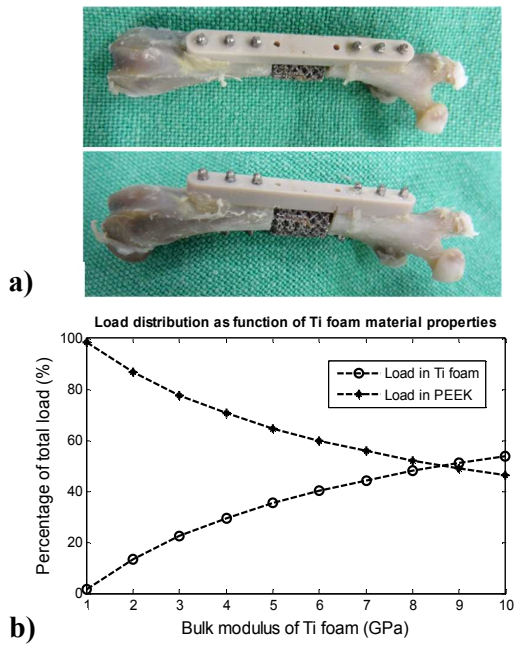 a)
Load distribution as function of Ti foam material properties
100
80
60
40
20
0
Percentage of total load (%)
Load in Ti foam
Load in PEEK
1 2 3 4 5 6 7 8 9 10
Bulk modulus of Ti foam (GPa)
b)